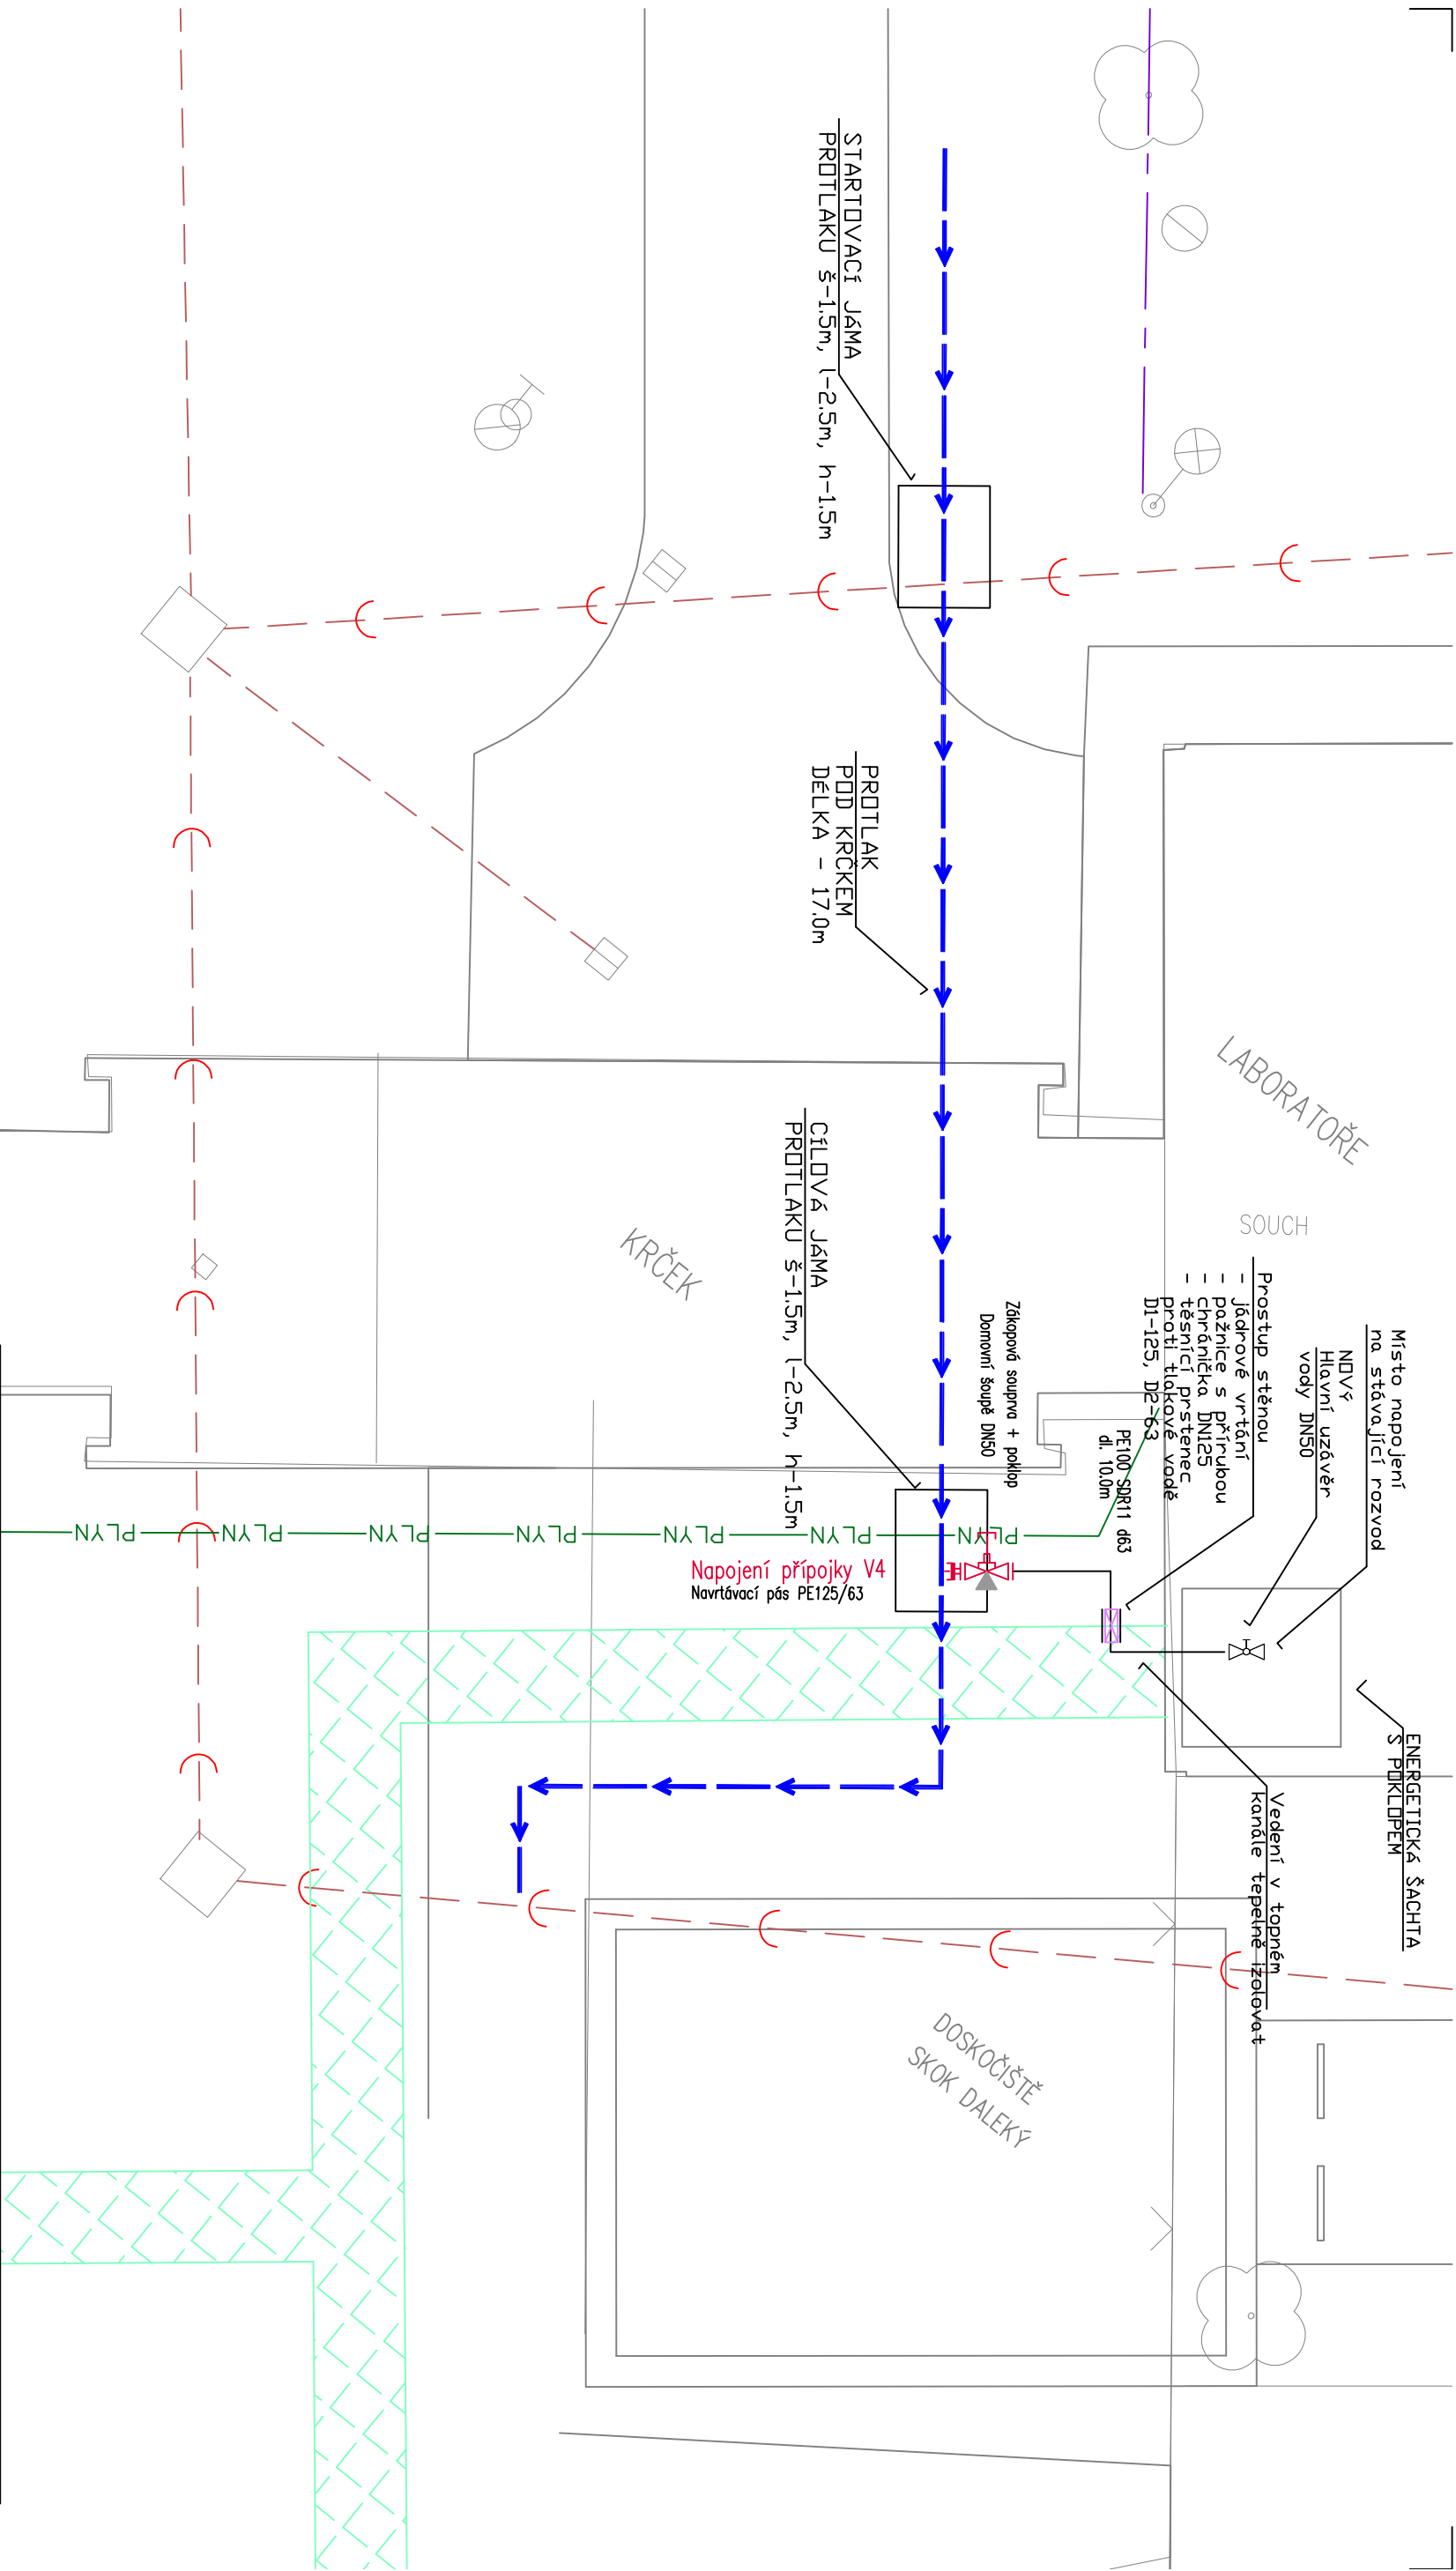 STARTOVACÍ JÁMA
PROTLAKU š-1.5m, l-2.5m, h-1.5m
PROTLAK
POD KRČKEM
DÉLKA - 17.0m
LABORATOŘE
SOUCH
KRČEK
CÍLOVÁ JÁMA
PROTLAKU š-1.5m, l-2.5m, h-1.5m
Zákopová souprva + poklop
Domovní šoupě DN50
Prostup stěnou
- jádrové vrtání
- pažnice s přírubou
- chránička DN125
- těsnící prstenec
proti tlakové vodě
D1-125, D2-63
Místo napojení
na stávající rozvod
NOVÝ
Hlavní uzávěr
vody DN50
PE100 SDR11 d63
dl. 10.0m
PLYN
PLYN
PLYN
PLYN
PLYN
PLYN
PLYN
Napojení přípojky V4
Navrtávací pás PE125/63
ENERGETICKÁ ŠACHTA
S POKLOPEM
Vedení v topném
kanále tepelně izolovat
DOSKOČIŠTĚ
SKOK DALEKÝ